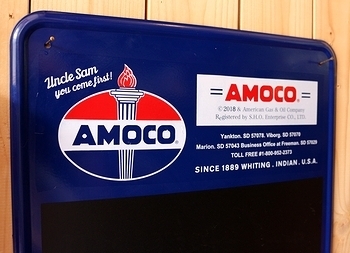 Uncle Sam
you come first!
AMOCO®
AMOCO®
© 2018 & American Gas & Oil Company
Registered by S.H.O. Enterprise CO., LTD.
Yankton. SD 57078. Viborg. SD 57070
Marion. SD 57043 Business Office at Freeman. SD 57029
TOLL FREE #1-800-952-2373
SINCE 1889 WHITING . INDIAN . U.S.A.